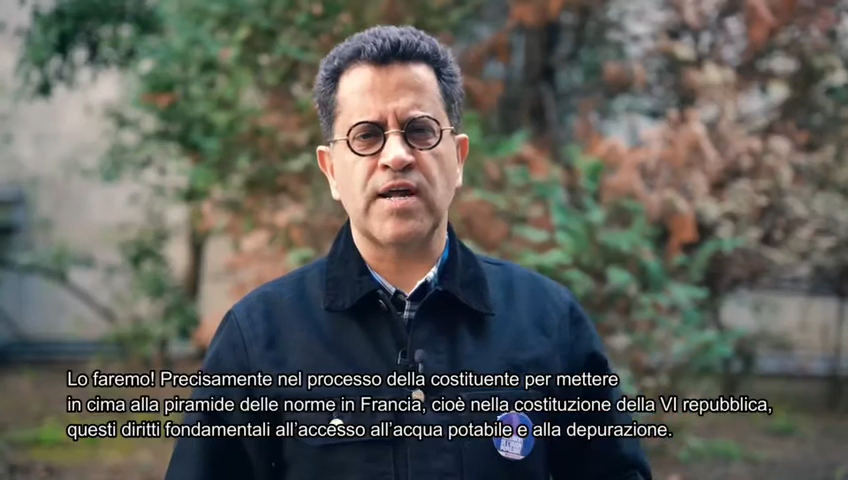 Lo faremo! Precisamente nel processo della costituente per mettere
in cima alla piramide delle norme in Francia, cioè nella costituzione della VI repubblica,
questi diritti fondamentali all'accesso all'acqua potabile e alla depurazione.